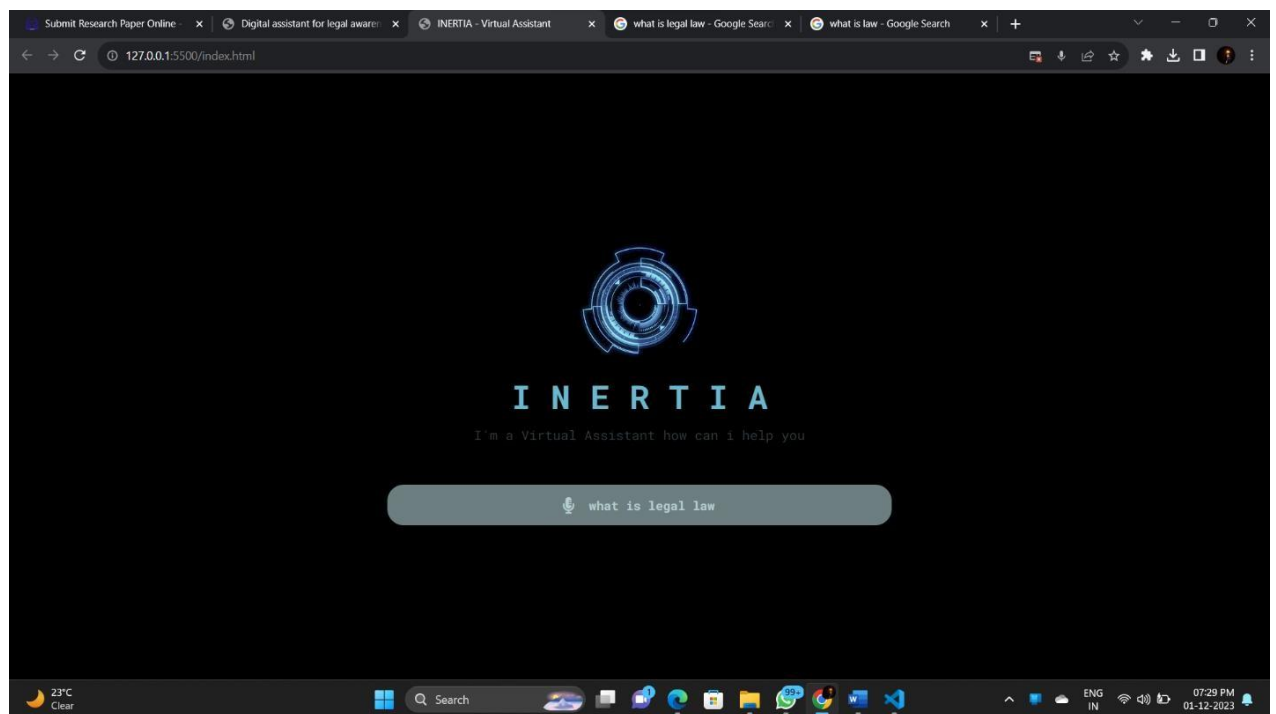 Submit Research Paper Online -
Digital assistant for legal awaren
INERTIA - Virtual Assistant
what is legal law - Google Searc
what is law - Google Search
127.0.0.1:5500/index.html
INERTIA
I'm a Virtual Assistant how can i help you
what is legal law
23°C
Clear
Search
99+
ENG
IN
07:29 PM
01-12-2023